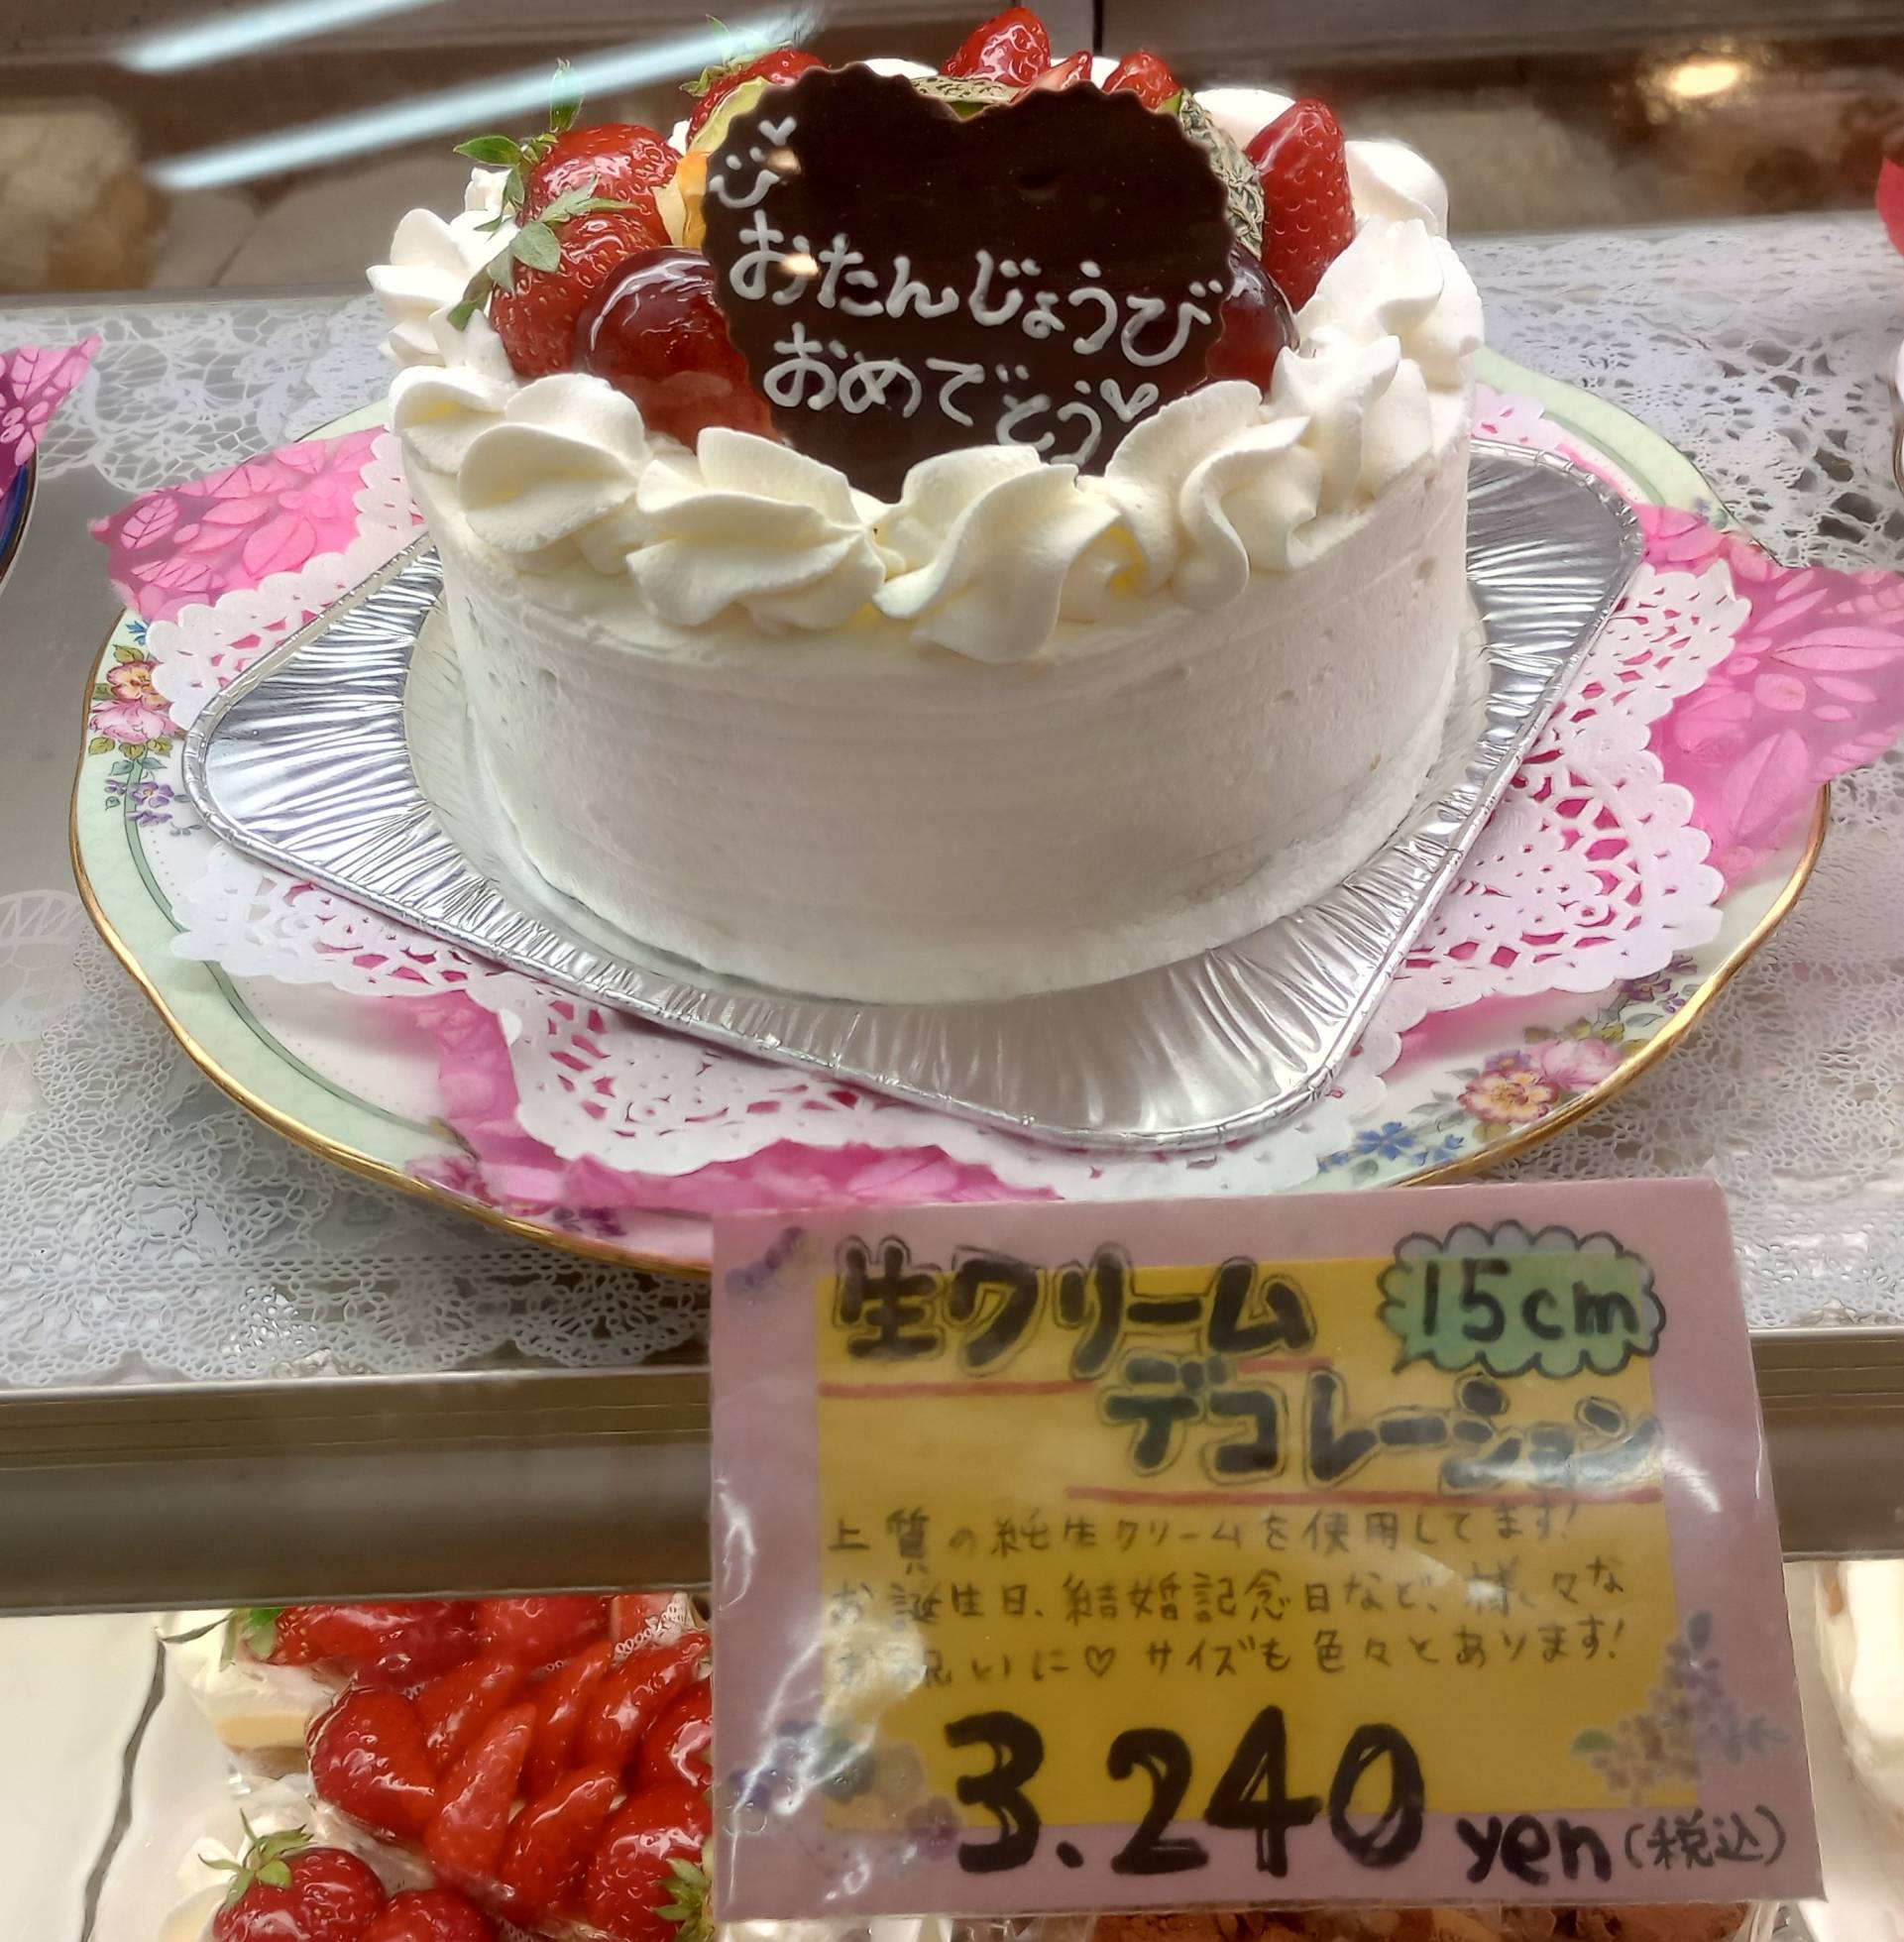 おたんじょうび
おめでとう♡
生クリーム
15cm
デコレーション
上質の純生クリームを使用してます!
お誕生日、結婚記念日など、様々な
お祝いに♡サイズも色々とあります!
3.240 yen (税込)